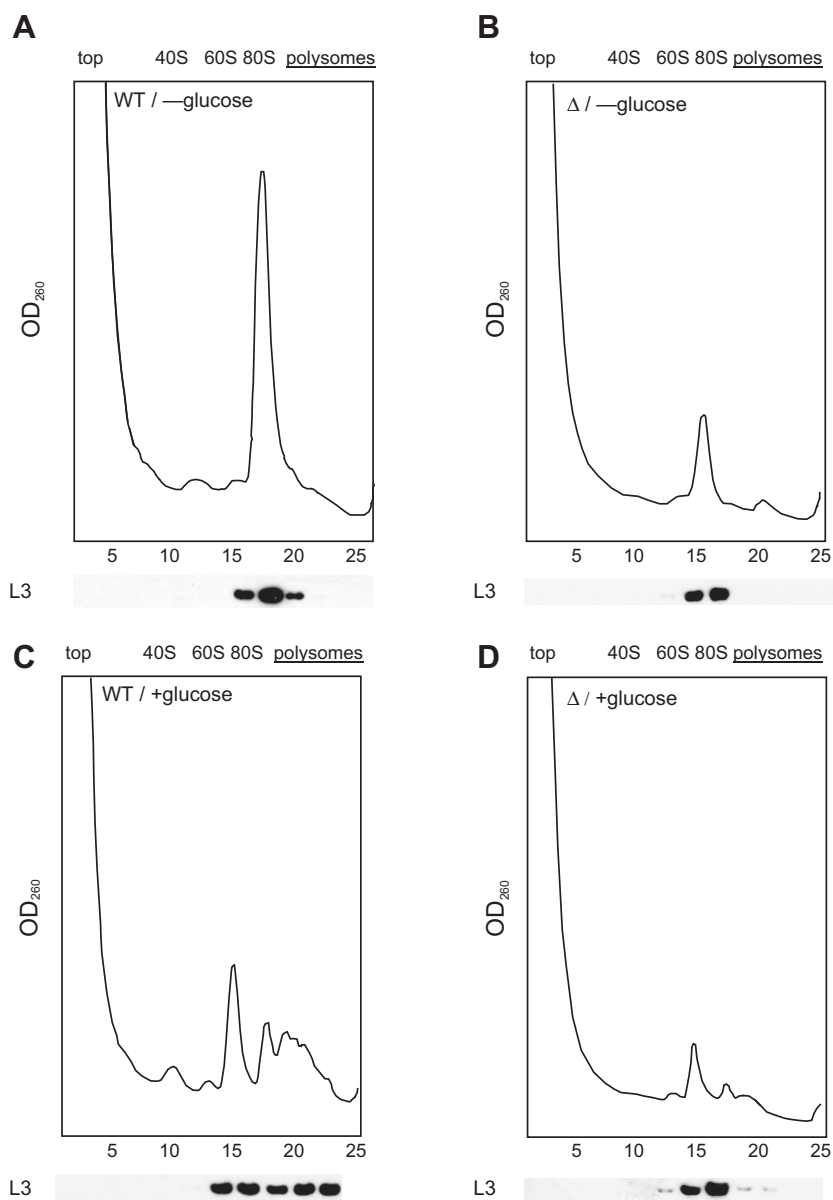 A
top 40S 60S 80S polysomes
WT / —glucose
OD260
5 10 15 20 25
L3
B
top 40S 60S 80S polysomes
Δ / —glucose
OD260
5 10 15 20 25
L3
C
top 40S 60S 80S polysomes
WT / +glucose
OD260
5 10 15 20 25
L3
D
top 40S 60S 80S polysomes
Δ / +glucose
OD260
5 10 15 20 25
L3